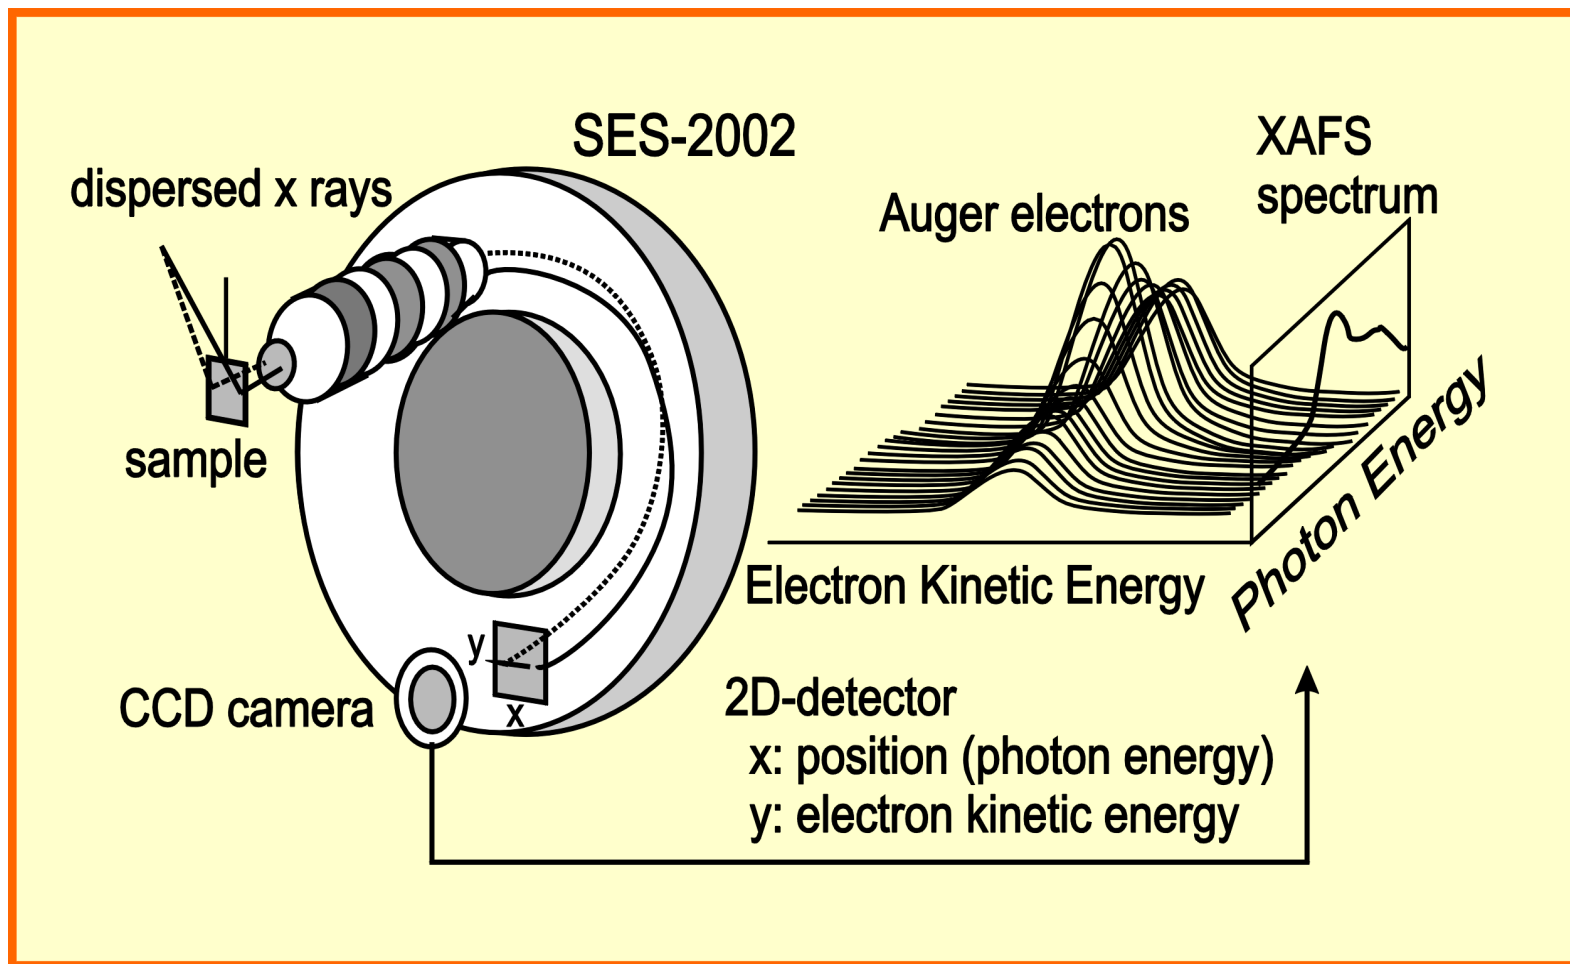 SES-2002
dispersed x rays
sample
CCD camera
y
x
Auger electrons
XAFS
spectrum
Electron Kinetic Energy
Photon Energy
2D-detector
x: position (photon energy)
y: electron kinetic energy